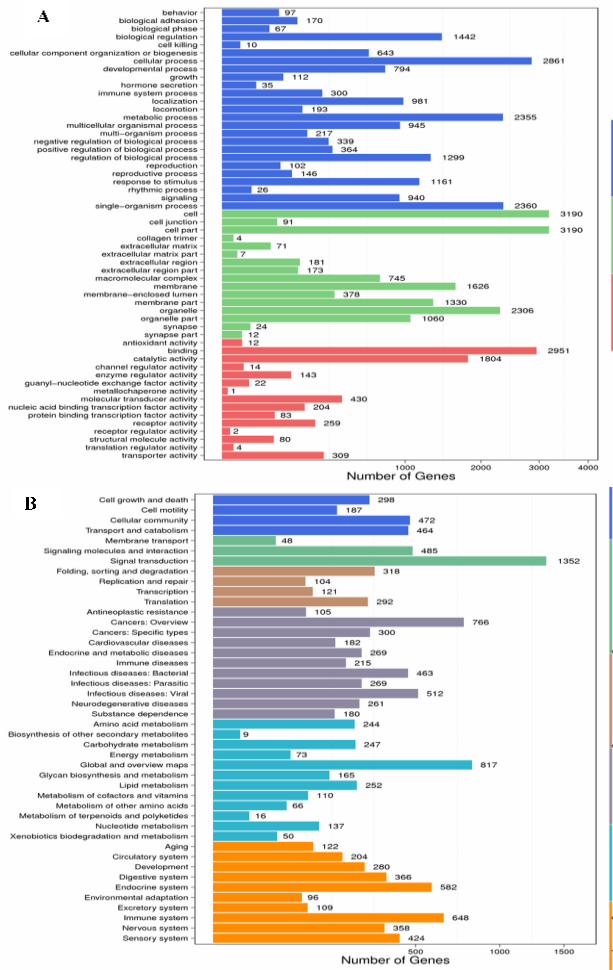 A
behavior 97
biological adhesion 170
biological phase 67
biological regulation 1442
cell killing 10
cellular component organization or biogenesis 643
cellular process 2861
developmental process 794
growth 112
hormone secretion 35
immune system process 300
localization 981
locomotion 193
metabolic process 2355
multicellular organismal process 945
multi−organism process 217
negative regulation of biological process 339
positive regulation of biological process 364
regulation of biological process 1299
reproduction 102
reproductive process 146
response to stimulus 1161
rhythmic process 26
signaling 940
single−organism process 2360
cell 3190
cell junction 91
cell part 3190
collagen trimer 4
extracellular matrix 71
extracellular matrix part 7
extracellular region 181
extracellular region part 173
macromolecular complex 745
membrane 1626
membrane−enclosed lumen 378
membrane part 1330
organelle 2306
organelle part 1060
synapse 24
synapse part 12
antioxidant activity 12
binding 2951
catalytic activity 1804
channel regulator activity 14
enzyme regulator activity 143
guanyl−nucleotide exchange factor activity 22
metallochaperone activity 1
molecular transducer activity 430
nucleic acid binding transcription factor activity 204
protein binding transcription factor activity 83
receptor activity 259
receptor regulator activity 2
structural molecule activity 80
translation regulator activity 4
transporter activity 309
1000 2000 3000 4000
Number of Genes
B
Cell growth and death 298
Cell motility 187
Cellular community 472
Transport and catabolism 464
Membrane transport 48
Signaling molecules and interaction 485
Signal transduction 1352
Folding, sorting and degradation 318
Replication and repair 104
Transcription 121
Translation 292
Antineoplastic resistance 105
Cancers: Overview 766
Cancers: Specific types 300
Cardiovascular diseases 182
Endocrine and metabolic diseases 269
Immune diseases 215
Infectious diseases: Bacterial 463
Infectious diseases: Parasitic 269
Infectious diseases: Viral 512
Neurodegenerative diseases 261
Substance dependence 180
Amino acid metabolism 244
Biosynthesis of other secondary metabolites 9
Carbohydrate metabolism 247
Energy metabolism 73
Global and overview maps 817
Glycan biosynthesis and metabolism 165
Lipid metabolism 252
Metabolism of cofactors and vitamins 110
Metabolism of other amino acids 66
Metabolism of terpenoids and polyketides 16
Nucleotide metabolism 137
Xenobiotics biodegradation and metabolism 50
Aging 122
Circulatory system 204
Development 280
Digestive system 366
Endocrine system 582
Environmental adaptation 96
Excretory system 109
Immune system 648
Nervous system 358
Sensory system 424
500 1000 1500
Number of Genes